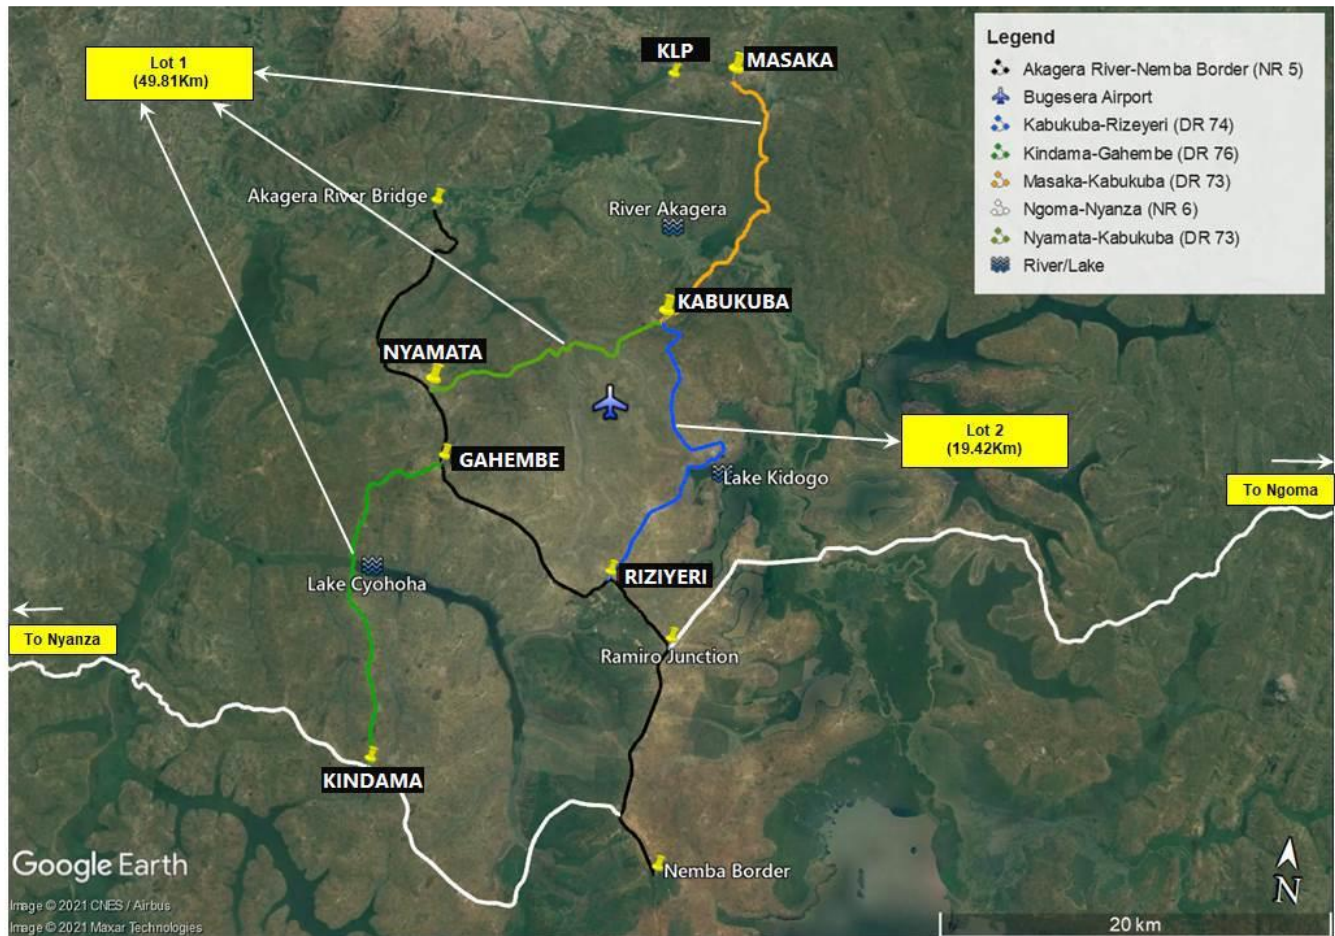 Lot 1
(49.81Km)
KLP
MASAKA
Legend
Akagera River-Nemba Border (NR 5)
Bugesera Airport
Kabukuba-Rizeyeri (DR 74)
Kindama-Gahembe (DR 76)
Masaka-Kabukuba (DR 73)
Ngoma-Nyanza (NR 6)
Nyamata-Kabukuba (DR 73)
River/Lake
Akagera River Bridge
River Akagera
KABUKUBA
NYAMATA
Lot 2
(19.42Km)
GAHEMBE
Lake Kidogo
To Ngoma
RIZIYERI
Lake Cyohoha
To Nyanza
Ramiro Junction
KINDAMA
Google Earth
Nemba Border
N
Image © 2021 CNES / Airbus
Image © 2021 Maxar Technologies
20 km